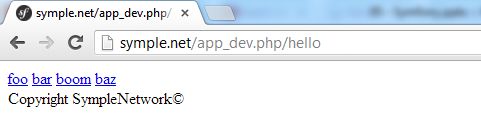 symple.net/app_dev.php/
symple.net/app_dev.php/hello
foo bar boom baz
Copyright SympleNetwork©